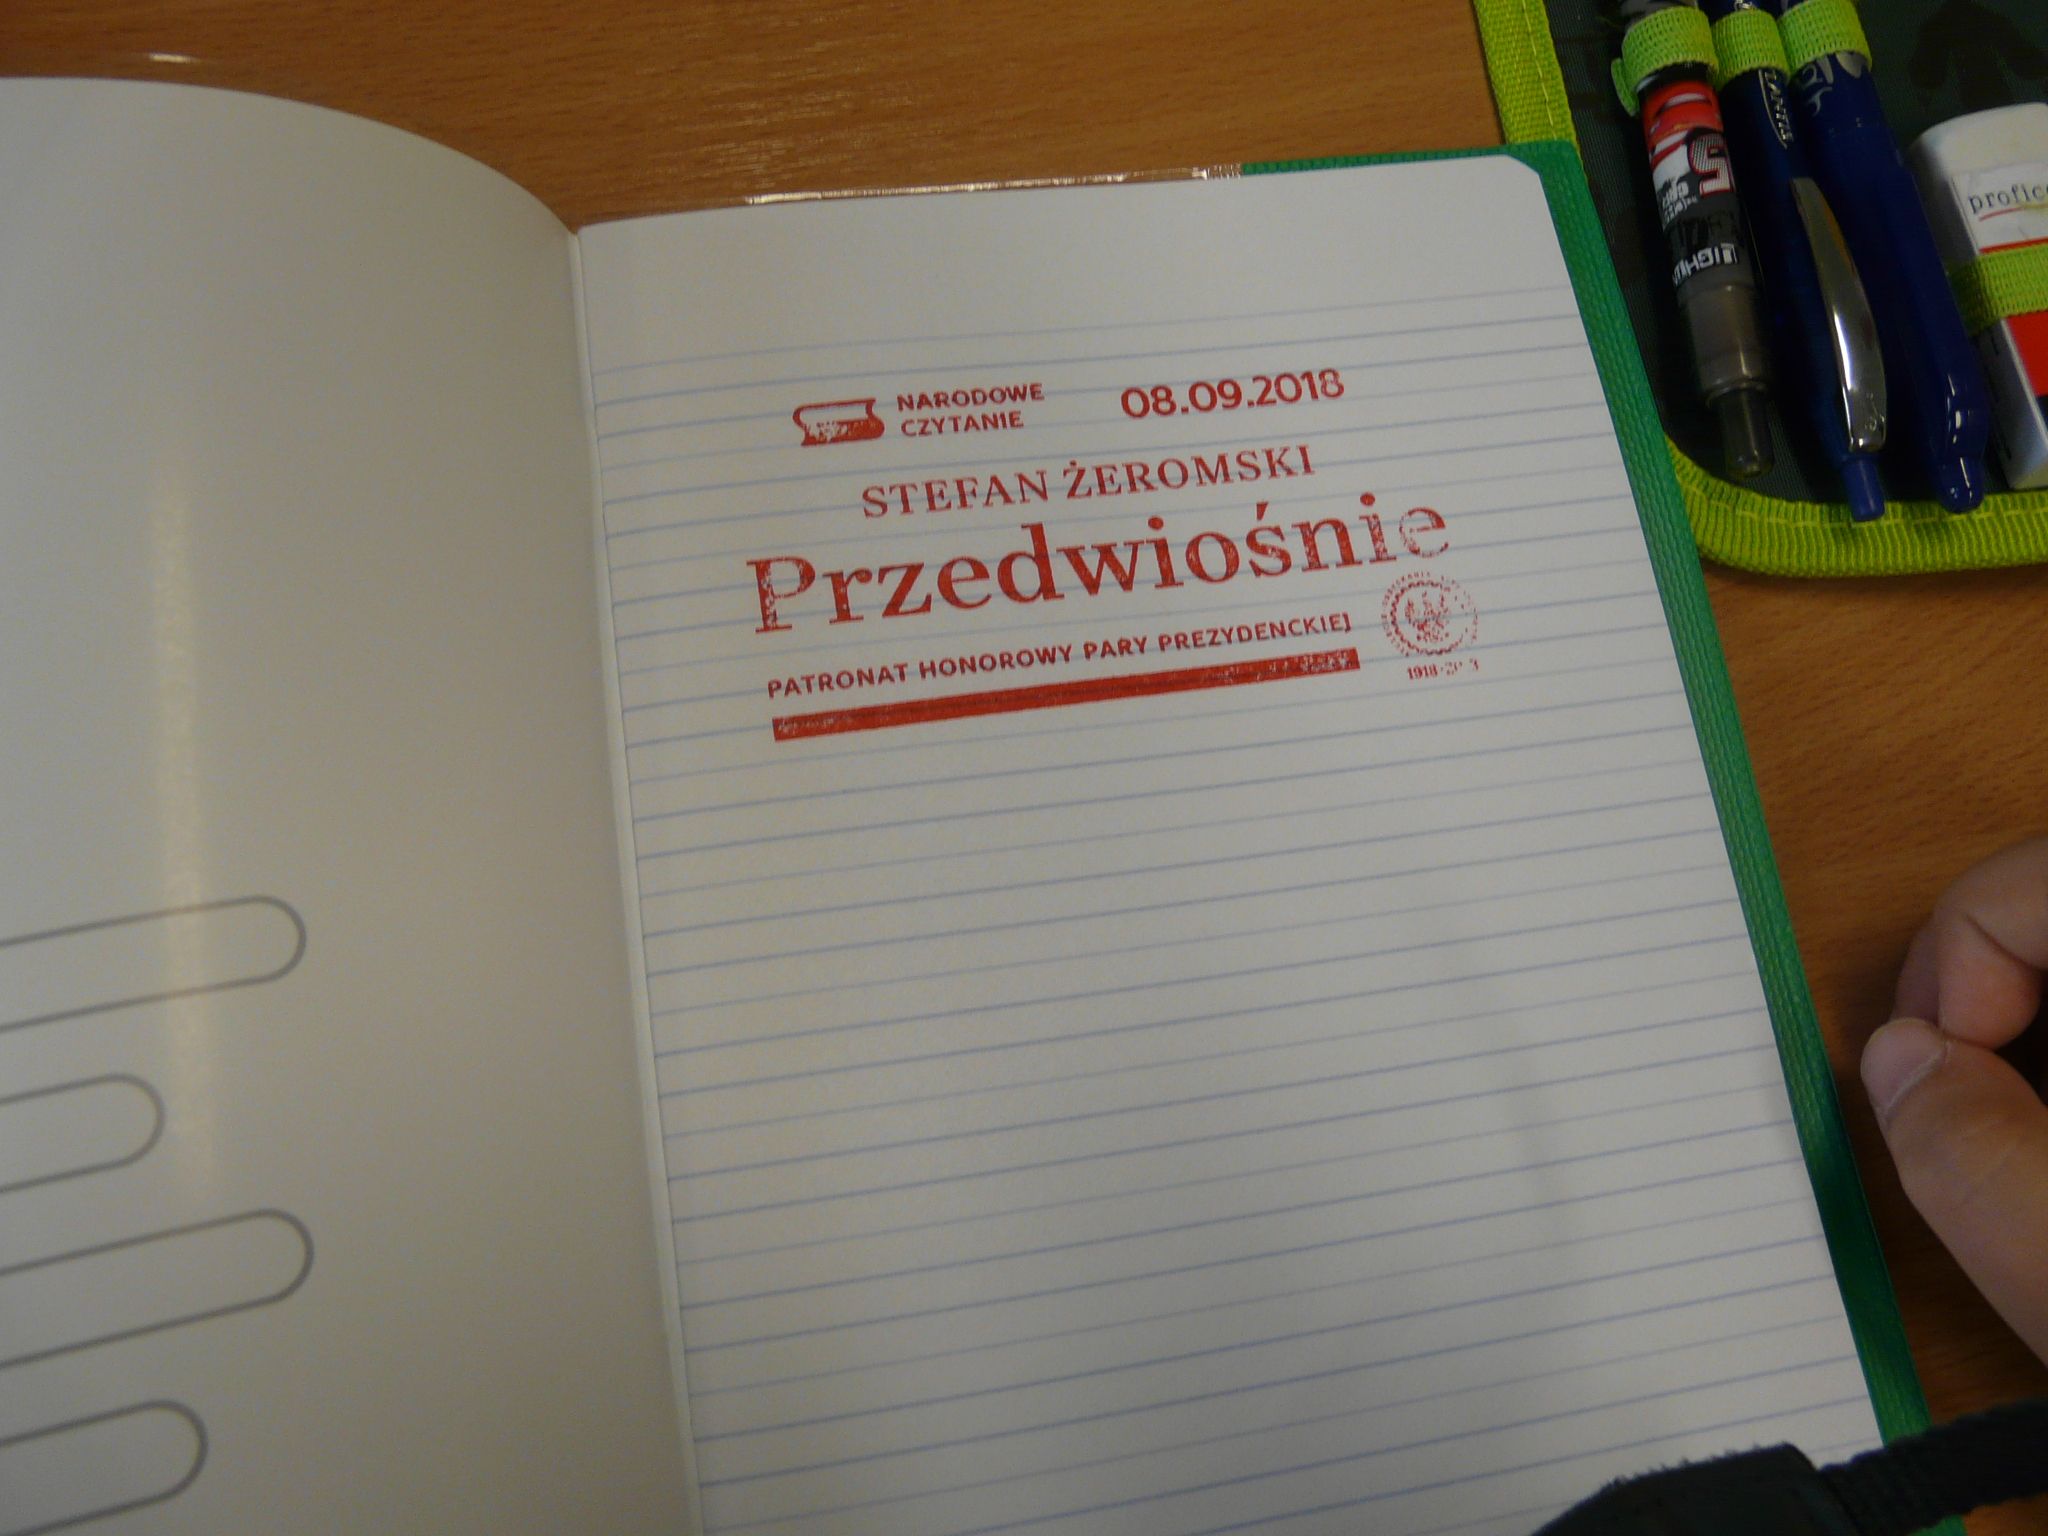 NARODOWE
CZYTANIE
08.09.2018
STEFAN ŻEROMSKI
Przedwiośnie
PATRONAT HONOROWY PARY PREZYDENCKIEJ